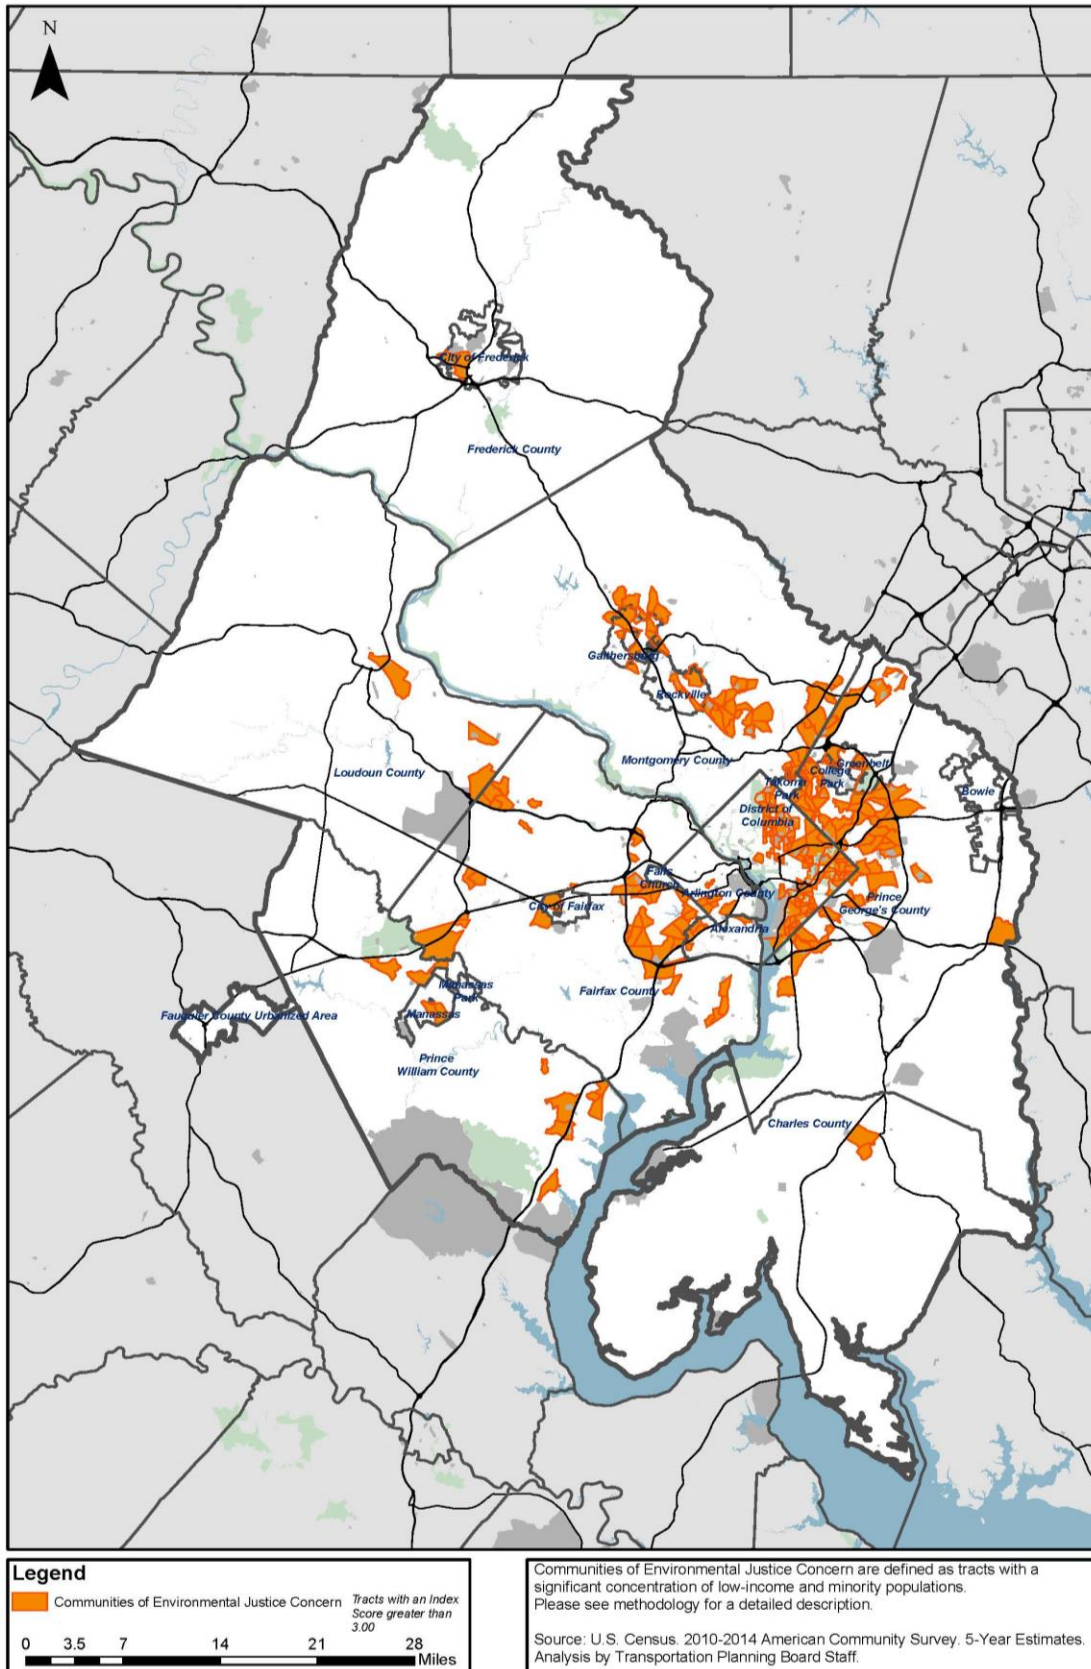 N
City of Frederick
Frederick County
Gaithersburg
Rockville
Montgomery County
Loudoun County
Takoma
Park
College
Park
Greenbelt
Bowie
District of
Columbia
Falls
Church
Arlington County
City of Fairfax
Prince
George's County
Alexandria
Manassas
Park
Manassas
Fairfax County
Fauquier County Urbanized Area
Prince
William County
Charles County
Legend
Communities of Environmental Justice Concern
Tracts with an Index
Score greater than
3.00
0 3.5 7 14 21 28
Miles
Communities of Environmental Justice Concern are defined as tracts with a
significant concentration of low-income and minority populations.
Please see methodology for a detailed description.
Source: U.S. Census. 2010-2014 American Community Survey. 5-Year Estimates.
Analysis by Transportation Planning Board Staff.